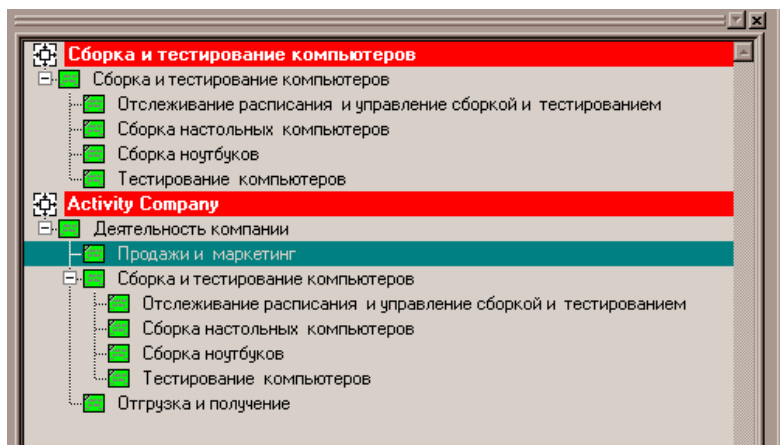 Сборка и тестирование компьютеров
Сборка и тестирование компьютеров
Отслеживание расписания и управление сборкой и тестированием
Сборка настольных компьютеров
Сборка ноутбуков
Тестирование компьютеров
Activity Company
Деятельность компании
Продажи и маркетинг
Сборка и тестирование компьютеров
Отслеживание расписания и управление сборкой и тестированием
Сборка настольных компьютеров
Сборка ноутбуков
Тестирование компьютеров
Отгрузка и получение